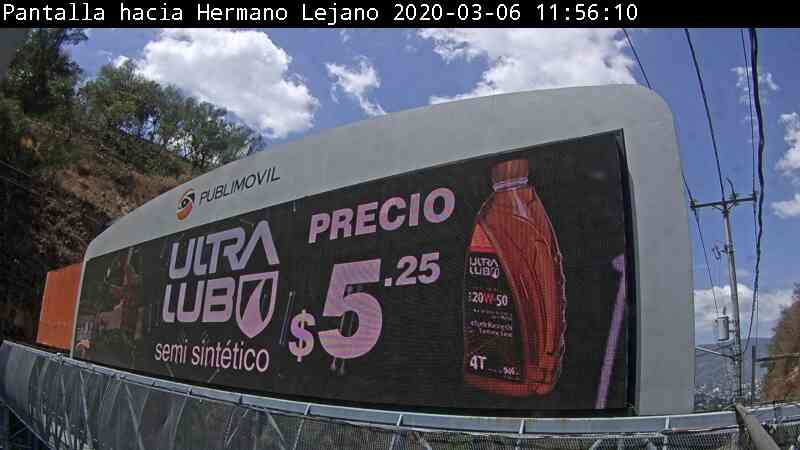 Pantalla hacia Hermano Lejano 2020-03-06 11:56:10
PUBLIMOVIL
ULTRA
LUB
semi sintético
PRECIO
$5.25
ULTRA
LUB
20W-50
4T